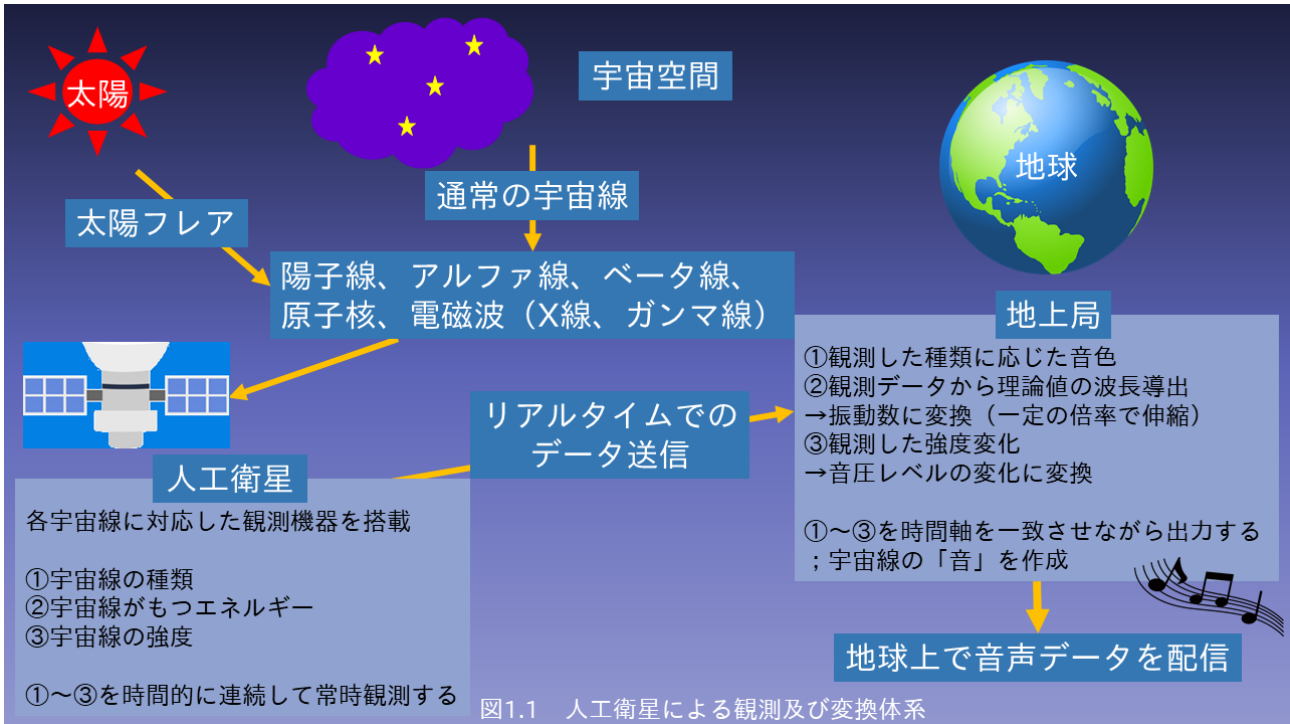 太陽
宇宙空間
地球
太陽フレア
通常の宇宙線
陽子線、アルファ線、ベータ線、
原子核、電磁波（X線、ガンマ線）
人工衛星
各宇宙線に対応した観測機器を搭載
①宇宙線の種類
②宇宙線がもつエネルギー
③宇宙線の強度
①～③を時間的に連続して常時観測する
リアルタイムでの
データ送信
地上局
①観測した種類に応じた音色
②観測データから理論値の波長導出
→振動数に変換（一定の倍率で伸縮）
③観測した強度変化
→音圧レベルの変化に変換
①～③を時間軸を一致させながら出力する
；宇宙線の「音」を作成
地球上で音声データを配信
図1.1　人工衛星による観測及び変換体系